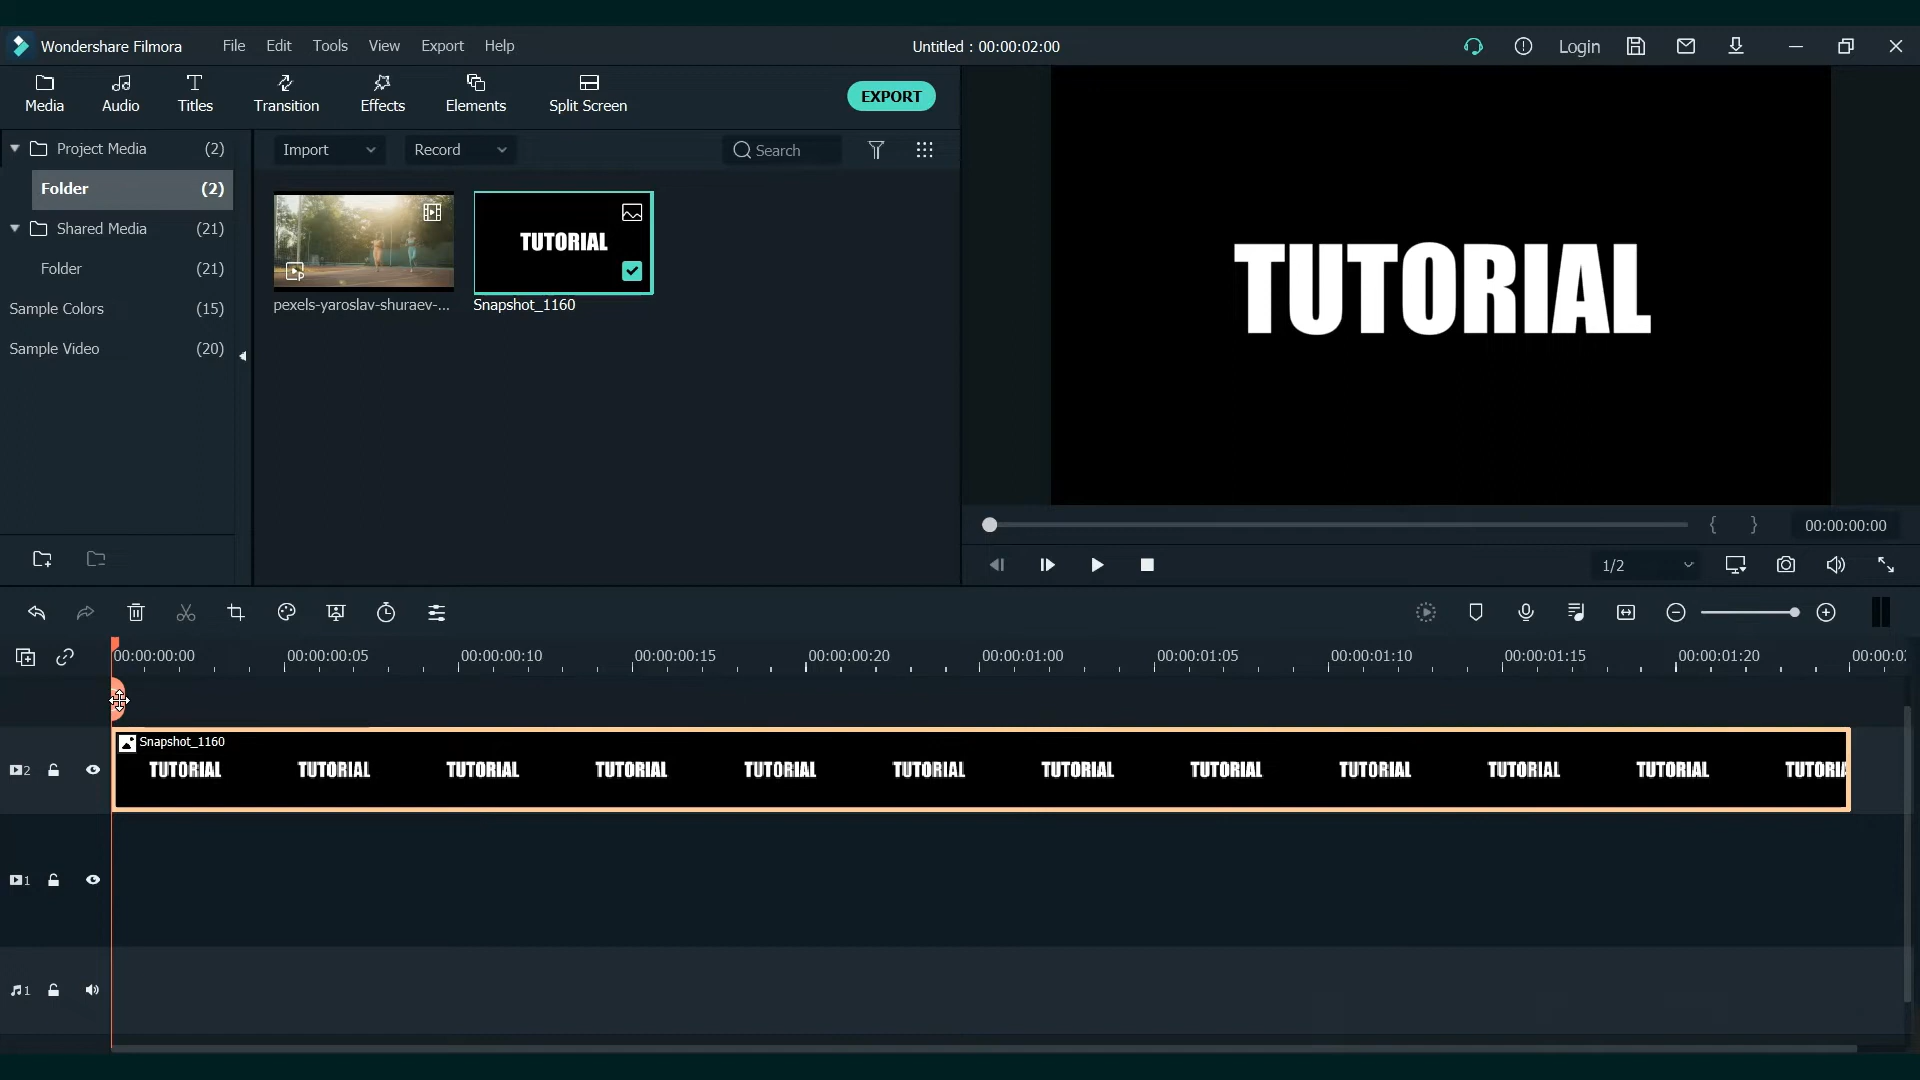 Wondershare Filmora File Edit Tools View Export Help Untitled : 00:00:02:00 Login
Media Audio Titles Transition Effects Elements Split Screen EXPORT
Project Media (2)
Folder (2)
Shared Media (21)
Folder (21)
Sample Colors (15)
Sample Video (20)
Import Record Search
TUTORIAL
pexels-yaroslav-shuraev-... Snapshot_1160
TUTORIAL
00:00:00:00
1/2
00:00:00:00 00:00:00:05 00:00:00:10 00:00:00:15 00:00:00:20 00:00:01:00 00:00:01:05 00:00:01:10 00:00:01:15 00:00:01:20 00:00:0
Snapshot_1160
2 TUTORIAL TUTORIAL TUTORIAL TUTORIAL TUTORIAL TUTORIAL TUTORIAL TUTORIAL TUTORIAL TUTORIAL TUTORIAL TUTORIA
1
1